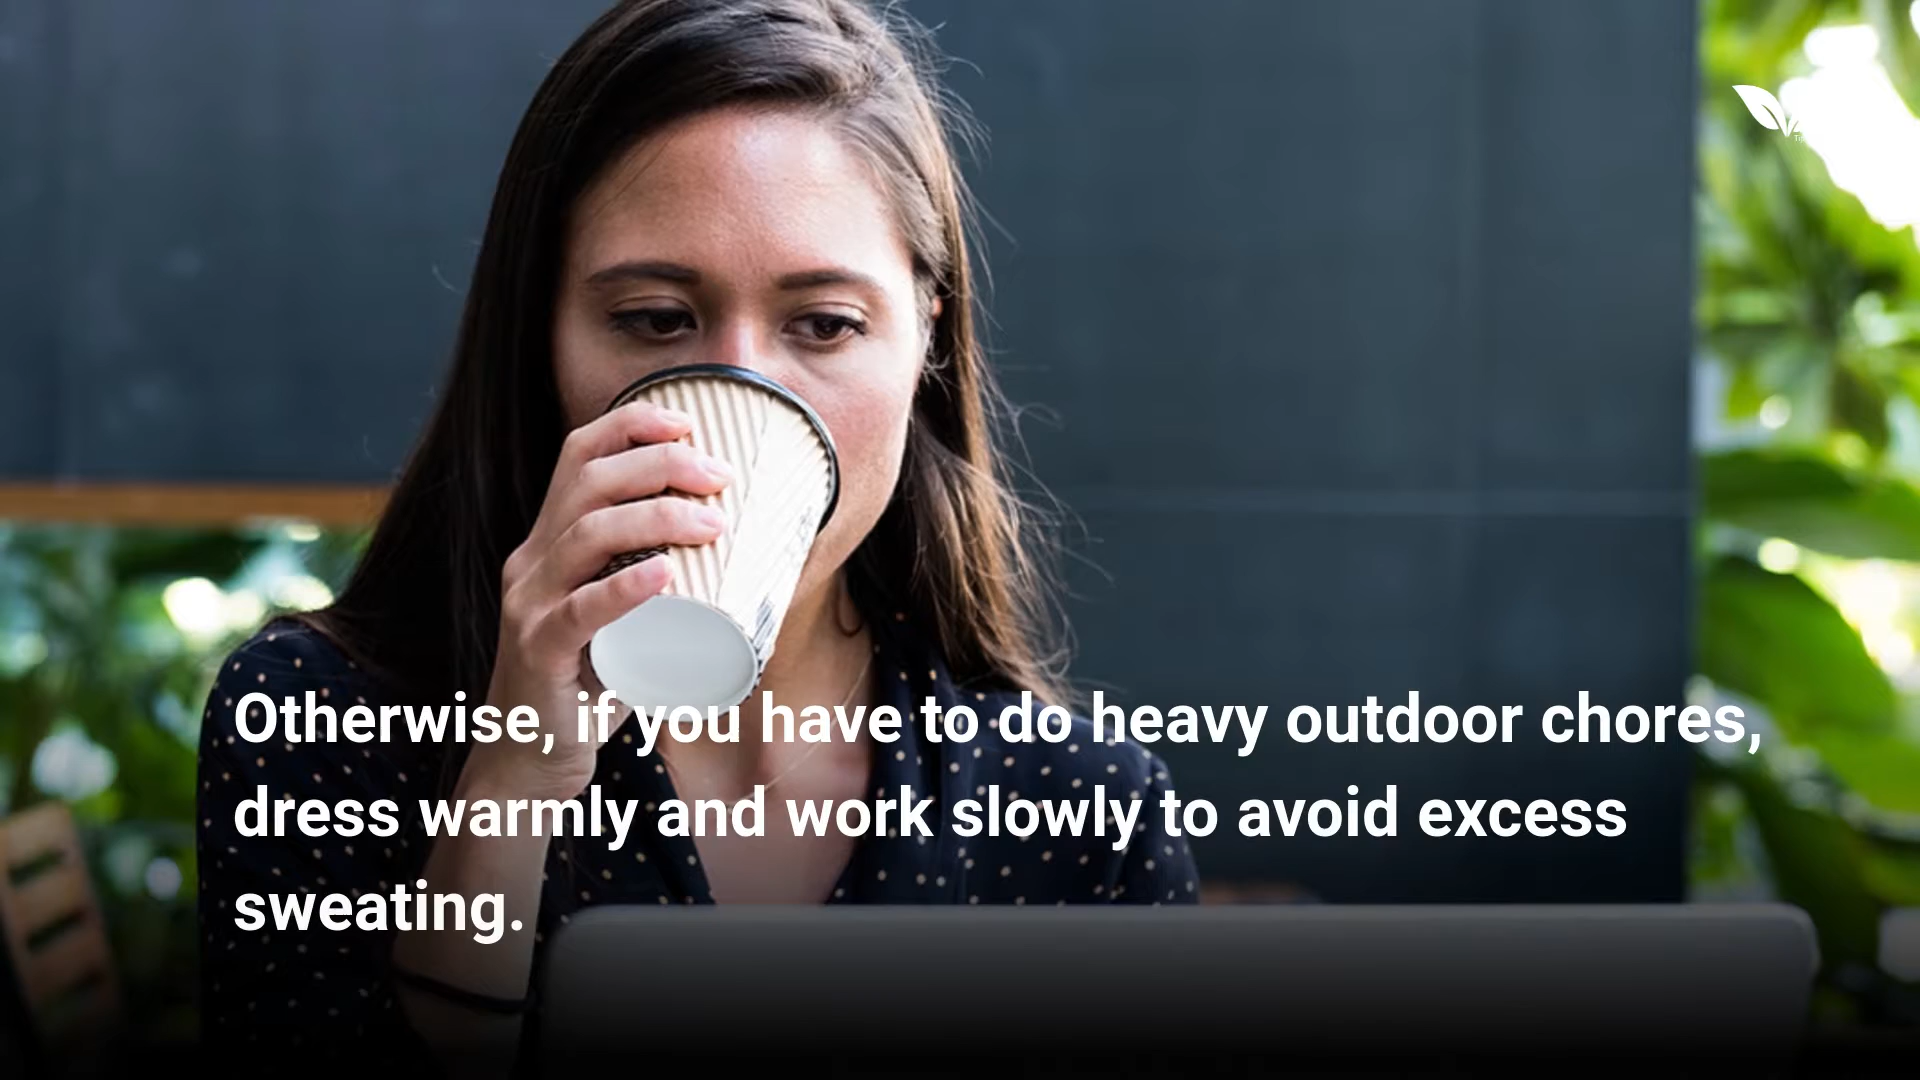 Otherwise, if you have to do heavy outdoor chores,
dress warmly and work slowly to avoid excess
sweating.